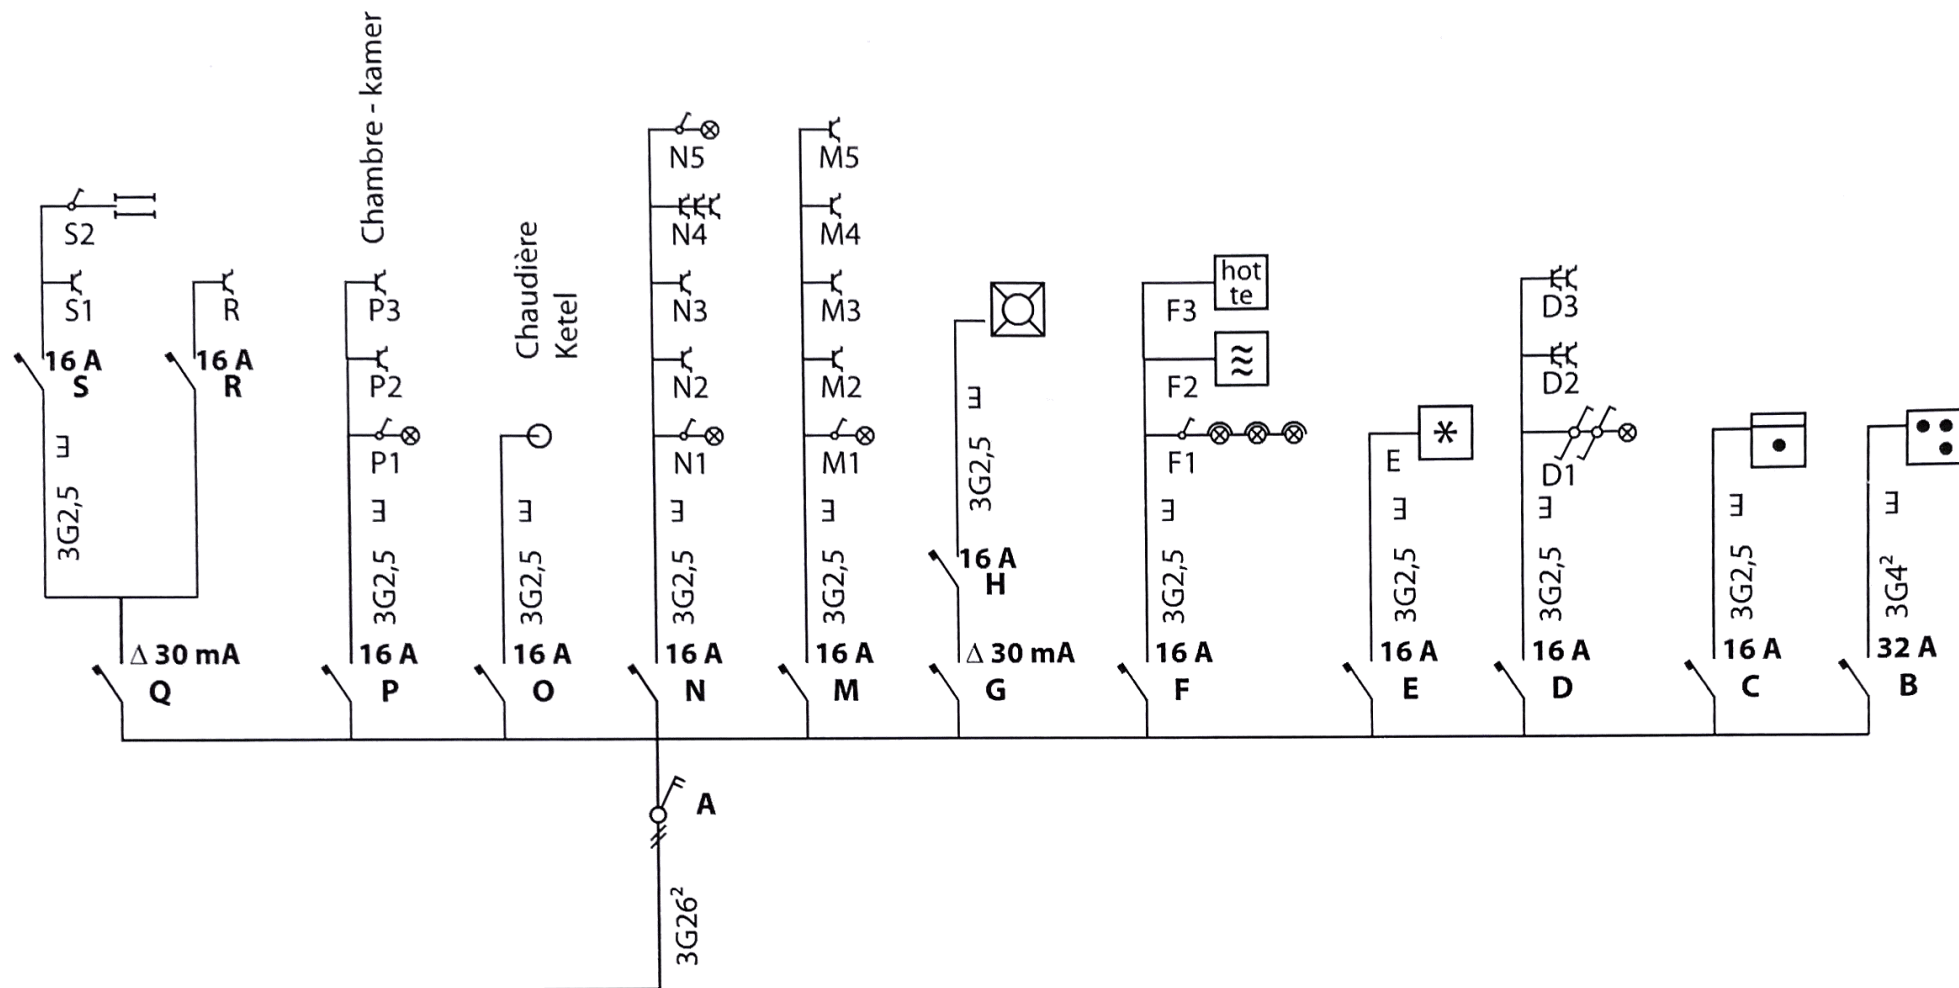 Chambre - kamer
Chaudière
Ketel
S2
S1
16 A
S
Ǝ
3G2,5
R
16 A
R
Δ 30 mA
Q
P3
P2
P1
Ǝ
3G2,5
16 A
P
Ǝ
3G2,5
16 A
O
N5
N4
N3
N2
N1
Ǝ
3G2,5
16 A
N
M5
M4
M3
M2
M1
Ǝ
3G2,5
16 A
M
Ǝ
3G2,5
16 A
H
Δ 30 mA
G
hot
te
F3
F2
F1
Ǝ
3G2,5
16 A
F
*
E
Ǝ
3G2,5
16 A
E
D3
D2
D1
Ǝ
3G2,5
16 A
D
Ǝ
3G2,5
16 A
C
Ǝ
3G4²
32 A
B
A
3G26²